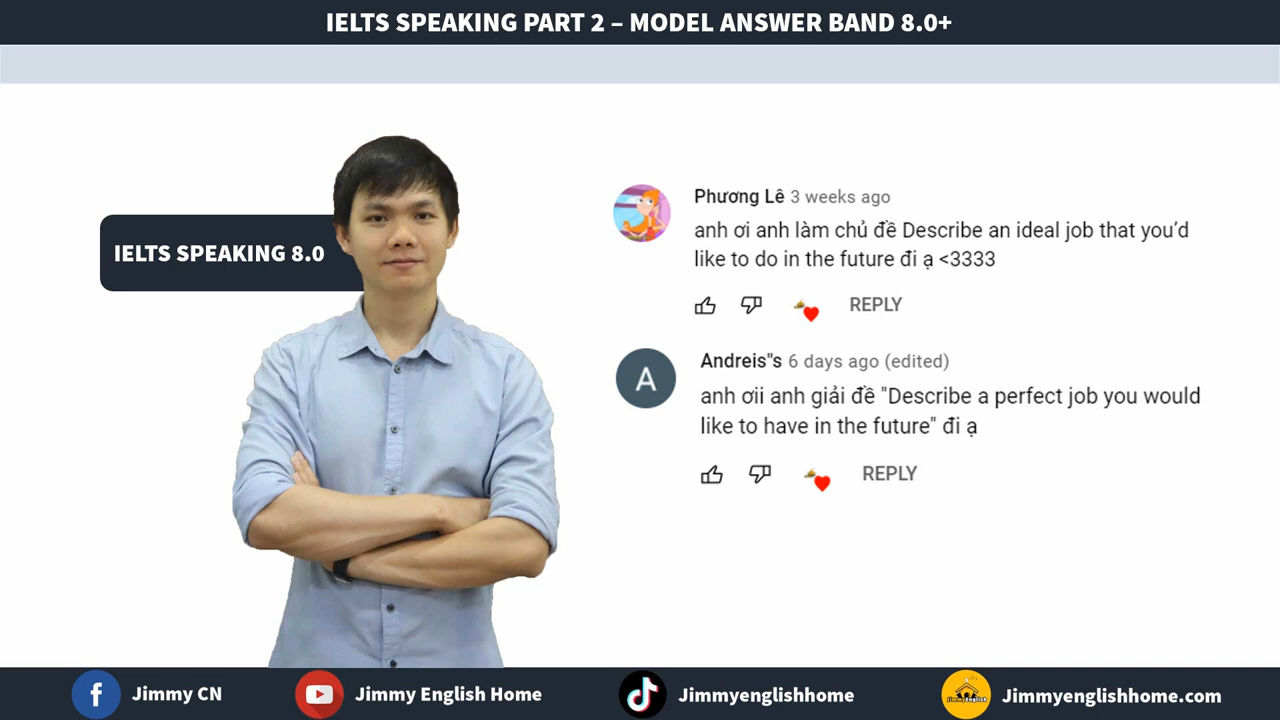 IELTS SPEAKING PART 2 – MODEL ANSWER BAND 8.0+
IELTS SPEAKING 8.0
Phương Lê 3 weeks ago
anh ơi anh làm chủ đề Describe an ideal job that you'd
like to do in the future đi ạ <3333
REPLY
A
Andreis"s 6 days ago (edited)
anh ơii anh giải đề "Describe a perfect job you would
like to have in the future" đi ạ
REPLY
Jimmy CN
Jimmy English Home
Jimmyenglishhome
Jimmyenglishhome.com